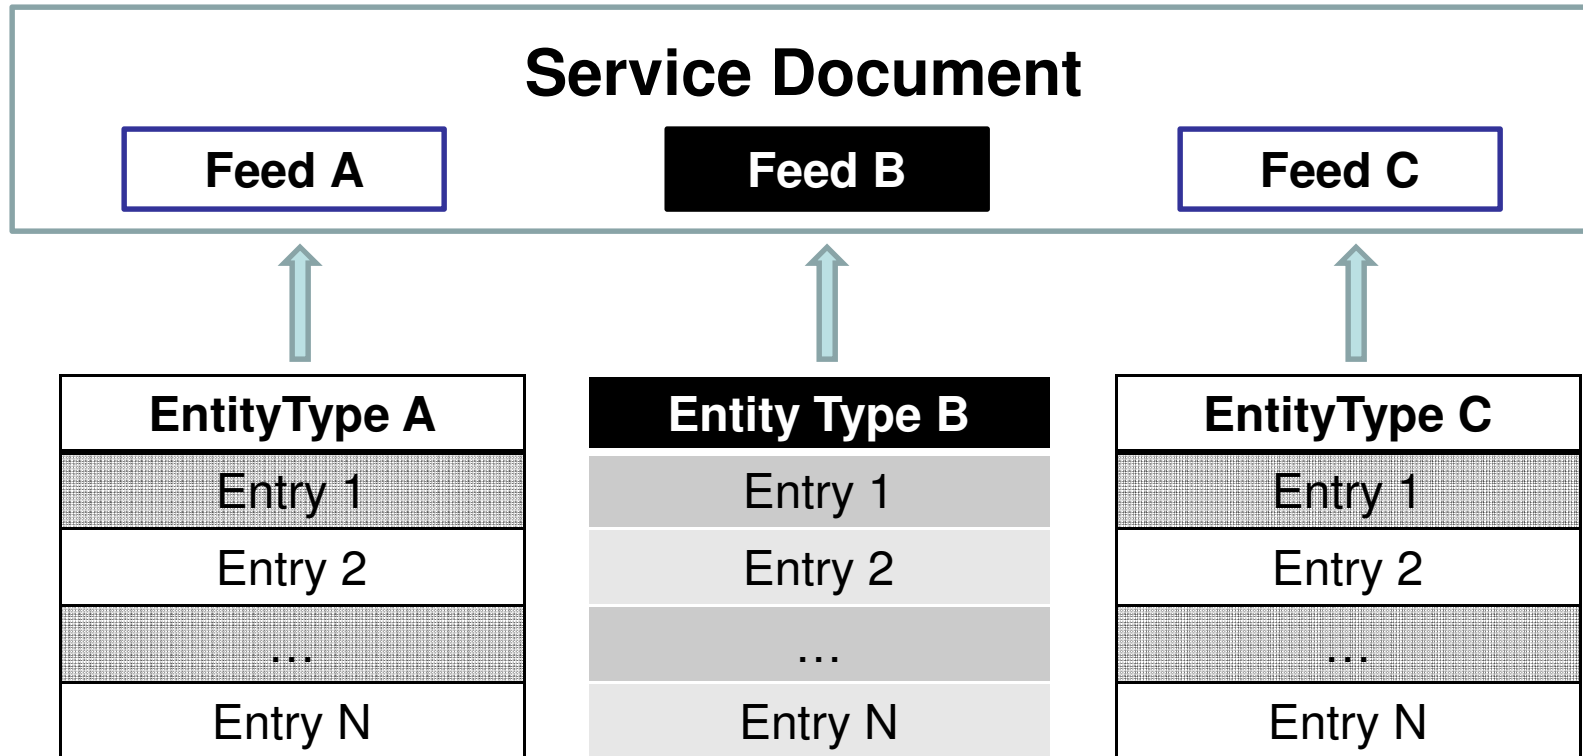 Service Document
Feed A
Feed B
Feed C
EntityType A
Entry 1
Entry 2
...
Entry N
Entity Type B
Entry 1
Entry 2
...
Entry N
EntityType C
Entry 1
Entry 2
...
Entry N